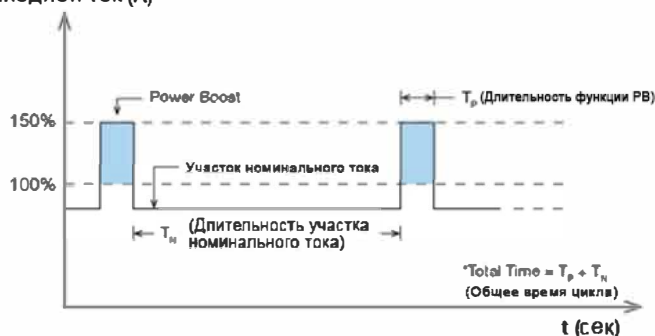 Power Boost
Tₚ (Длительность функции PB)
150%
Участок номинального тока
100%
Tₙ (Длительность участка
номинального тока)
*Total Time = Tₚ + Tₙ
(Общее время цикла)
t (сек)